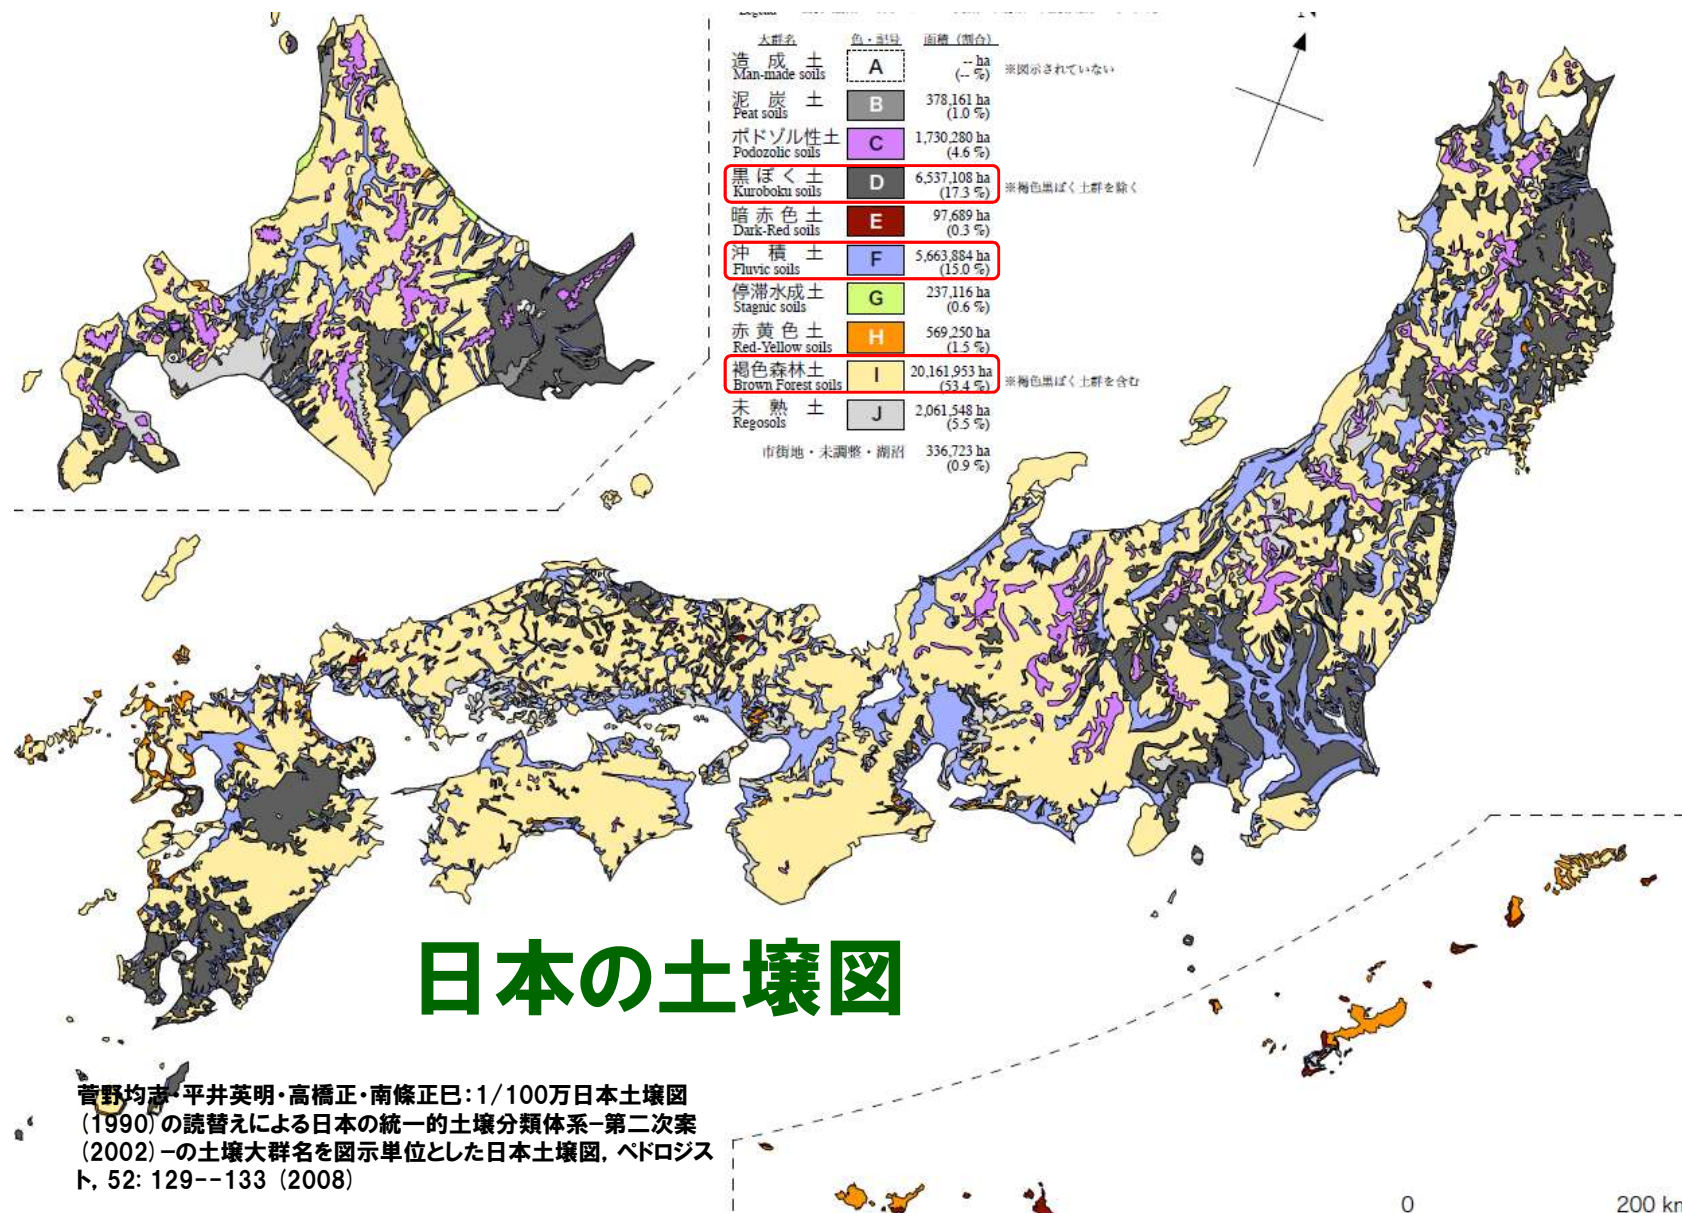 大群名 色・記号 面積（割合）
造成土 A -- ha
Man-made soils (-- %) ※図示されていない
泥炭土 B 378,161 ha
Peat soils (1.0 %)
ポドゾル性土 C 1,730,280 ha
Podozolic soils (4.6 %)
黒ぼく土 D 6,537,108 ha
Kuroboku soils (17.3 %) ※褐色黒ぼく土群を除く
暗赤色土 E 97,689 ha
Dark-Red soils (0.3 %)
沖積土 F 5,663,884 ha
Fluvic soils (15.0 %)
停滞水成土 G 237,116 ha
Stagnic soils (0.6 %)
赤黄色土 H 569,250 ha
Red-Yellow soils (1.5 %)
褐色森林土 I 20,161,953 ha
Brown Forest soils (53.4 %) ※褐色黒ぼく土群を含む
未熟土 J 2,061,548 ha
Regosols (5.5 %)
市街地・未調整・湖沼 336,723 ha
(0.9 %)
日本の土壌図
菅野均志・平井英明・高橋正・南條正巳：1/100万日本土壌図
(1990)の読替えによる日本の統一的土壌分類体系−第二次案
(2002)−の土壌大群名を図示単位とした日本土壌図, ペドロジス
ト, 52: 129--133 (2008)
0 200 km